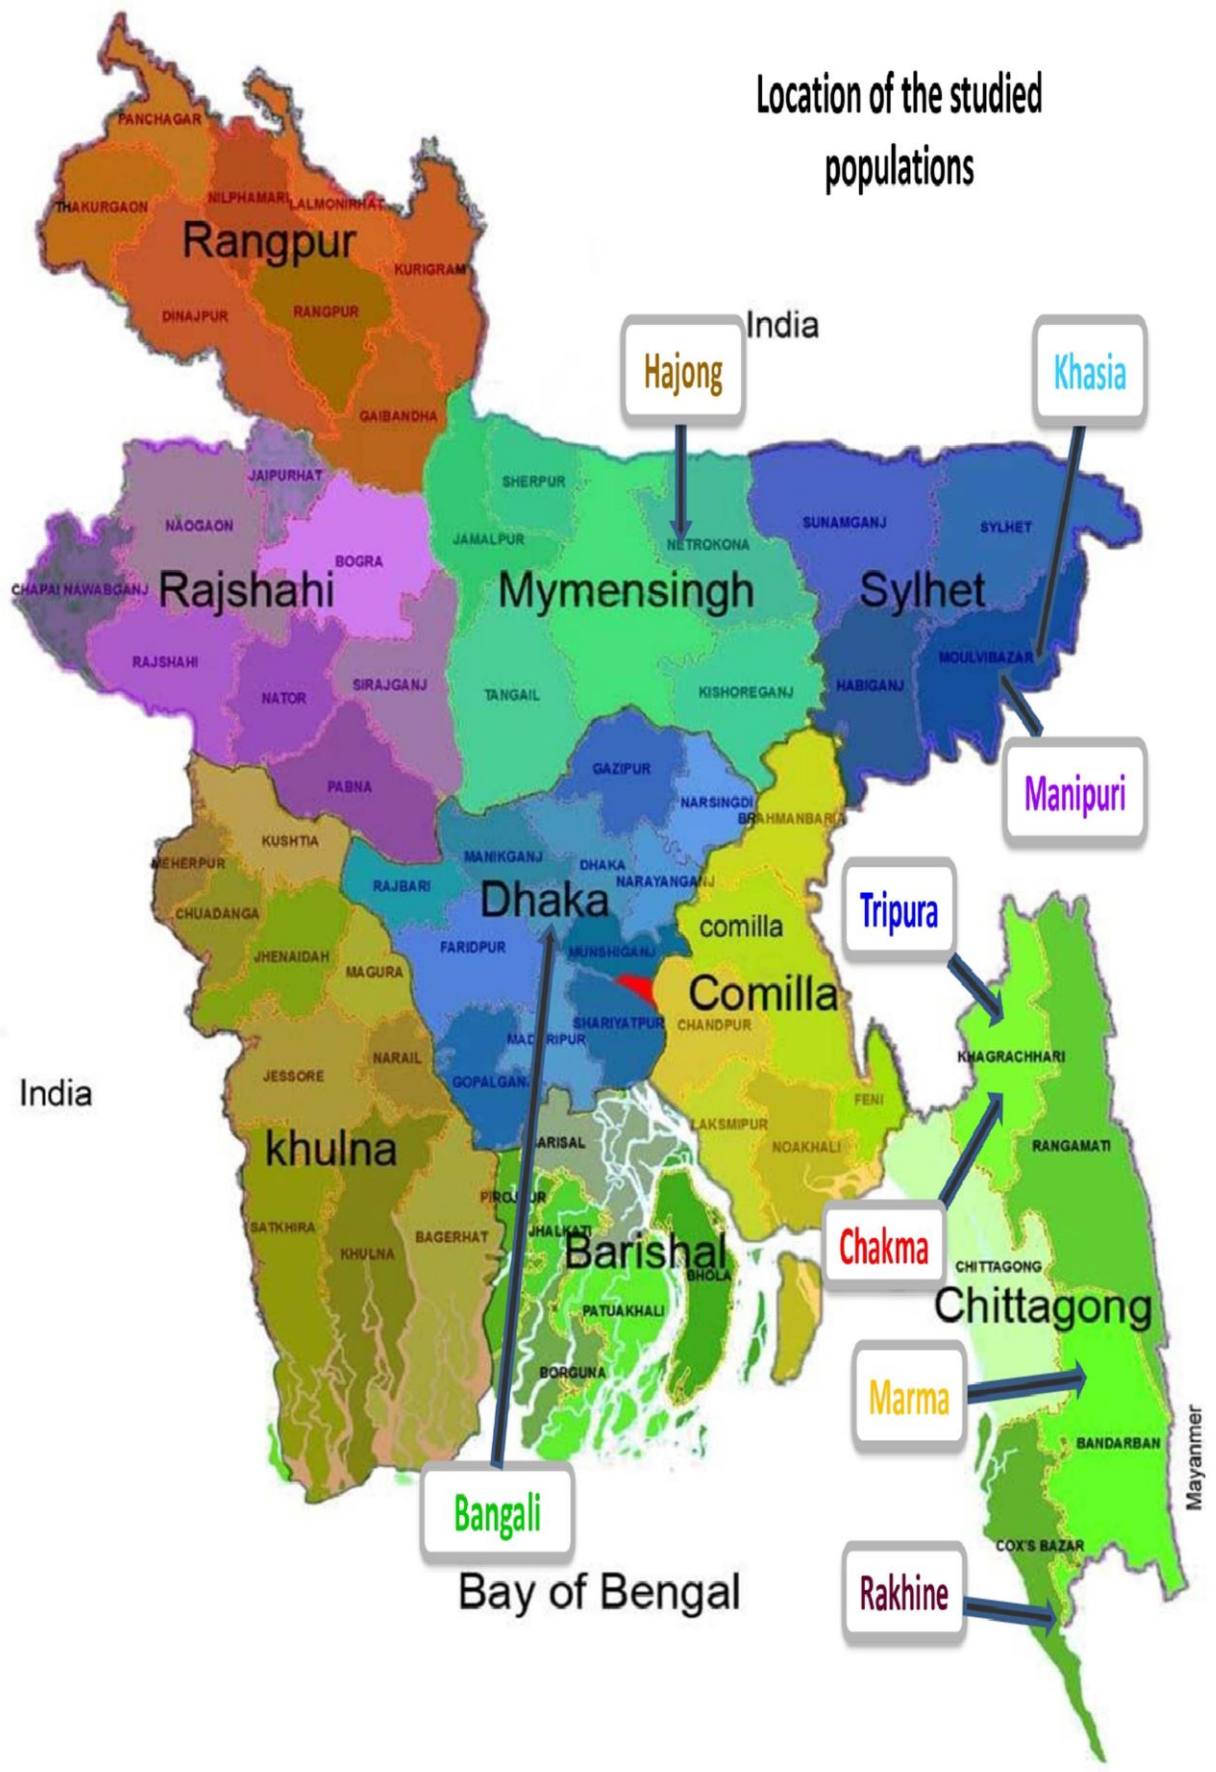 Location of the studied
populations
PANCHAGAR
THAKURGAON
NILPHAMARI
LALMONIRHAT
Rangpur
KURIGRAM
DINAJPUR
RANGPUR
GAIBANDHA
India
Hajong
Khasia
JAIPURHAT
SHERPUR
NAOGAON
SUNAMGANJ
SYLHET
JAMALPUR
NETROKONA
BOGRA
CHAPAI NAWABGANJ
Rajshahi
Mymensingh
Sylhet
RAJSHAHI
MOULVIBAZAR
SIRAJGANJ
HABIGANJ
NATOR
TANGAIL
KISHOREGANJ
GAZIPUR
PABNA
NARSINGDI
Manipuri
BRAHMANBARIA
KUSHTIA
MANIKGANJ
MEHERPUR
DHAKA
RAJBARI
NARAYANGANJ
Dhaka
Tripura
CHUADANGA
comilla
FARIDPUR
MUNSHIGANJ
JHENAIDAH
MAGURA
Comilla
SHARIYATPUR
CHANDPUR
MADARIPUR
KHAGRACHHARI
NARAIL
JESSORE
GOPALGANJ
India
FENI
LAKSMIPUR
BARISAL
NOAKHALI
RANGAMATI
khulna
PIROJPUR
SATKHIRA
JHALKATI
BAGERHAT
Barishal
Chakma
KHULNA
CHITTAGONG
BHOLA
Chittagong
PATUAKHALI
BORGUNA
Marma
BANDARBAN
Mayanmer
Bangali
COX'S BAZAR
Bay of Bengal
Rakhine